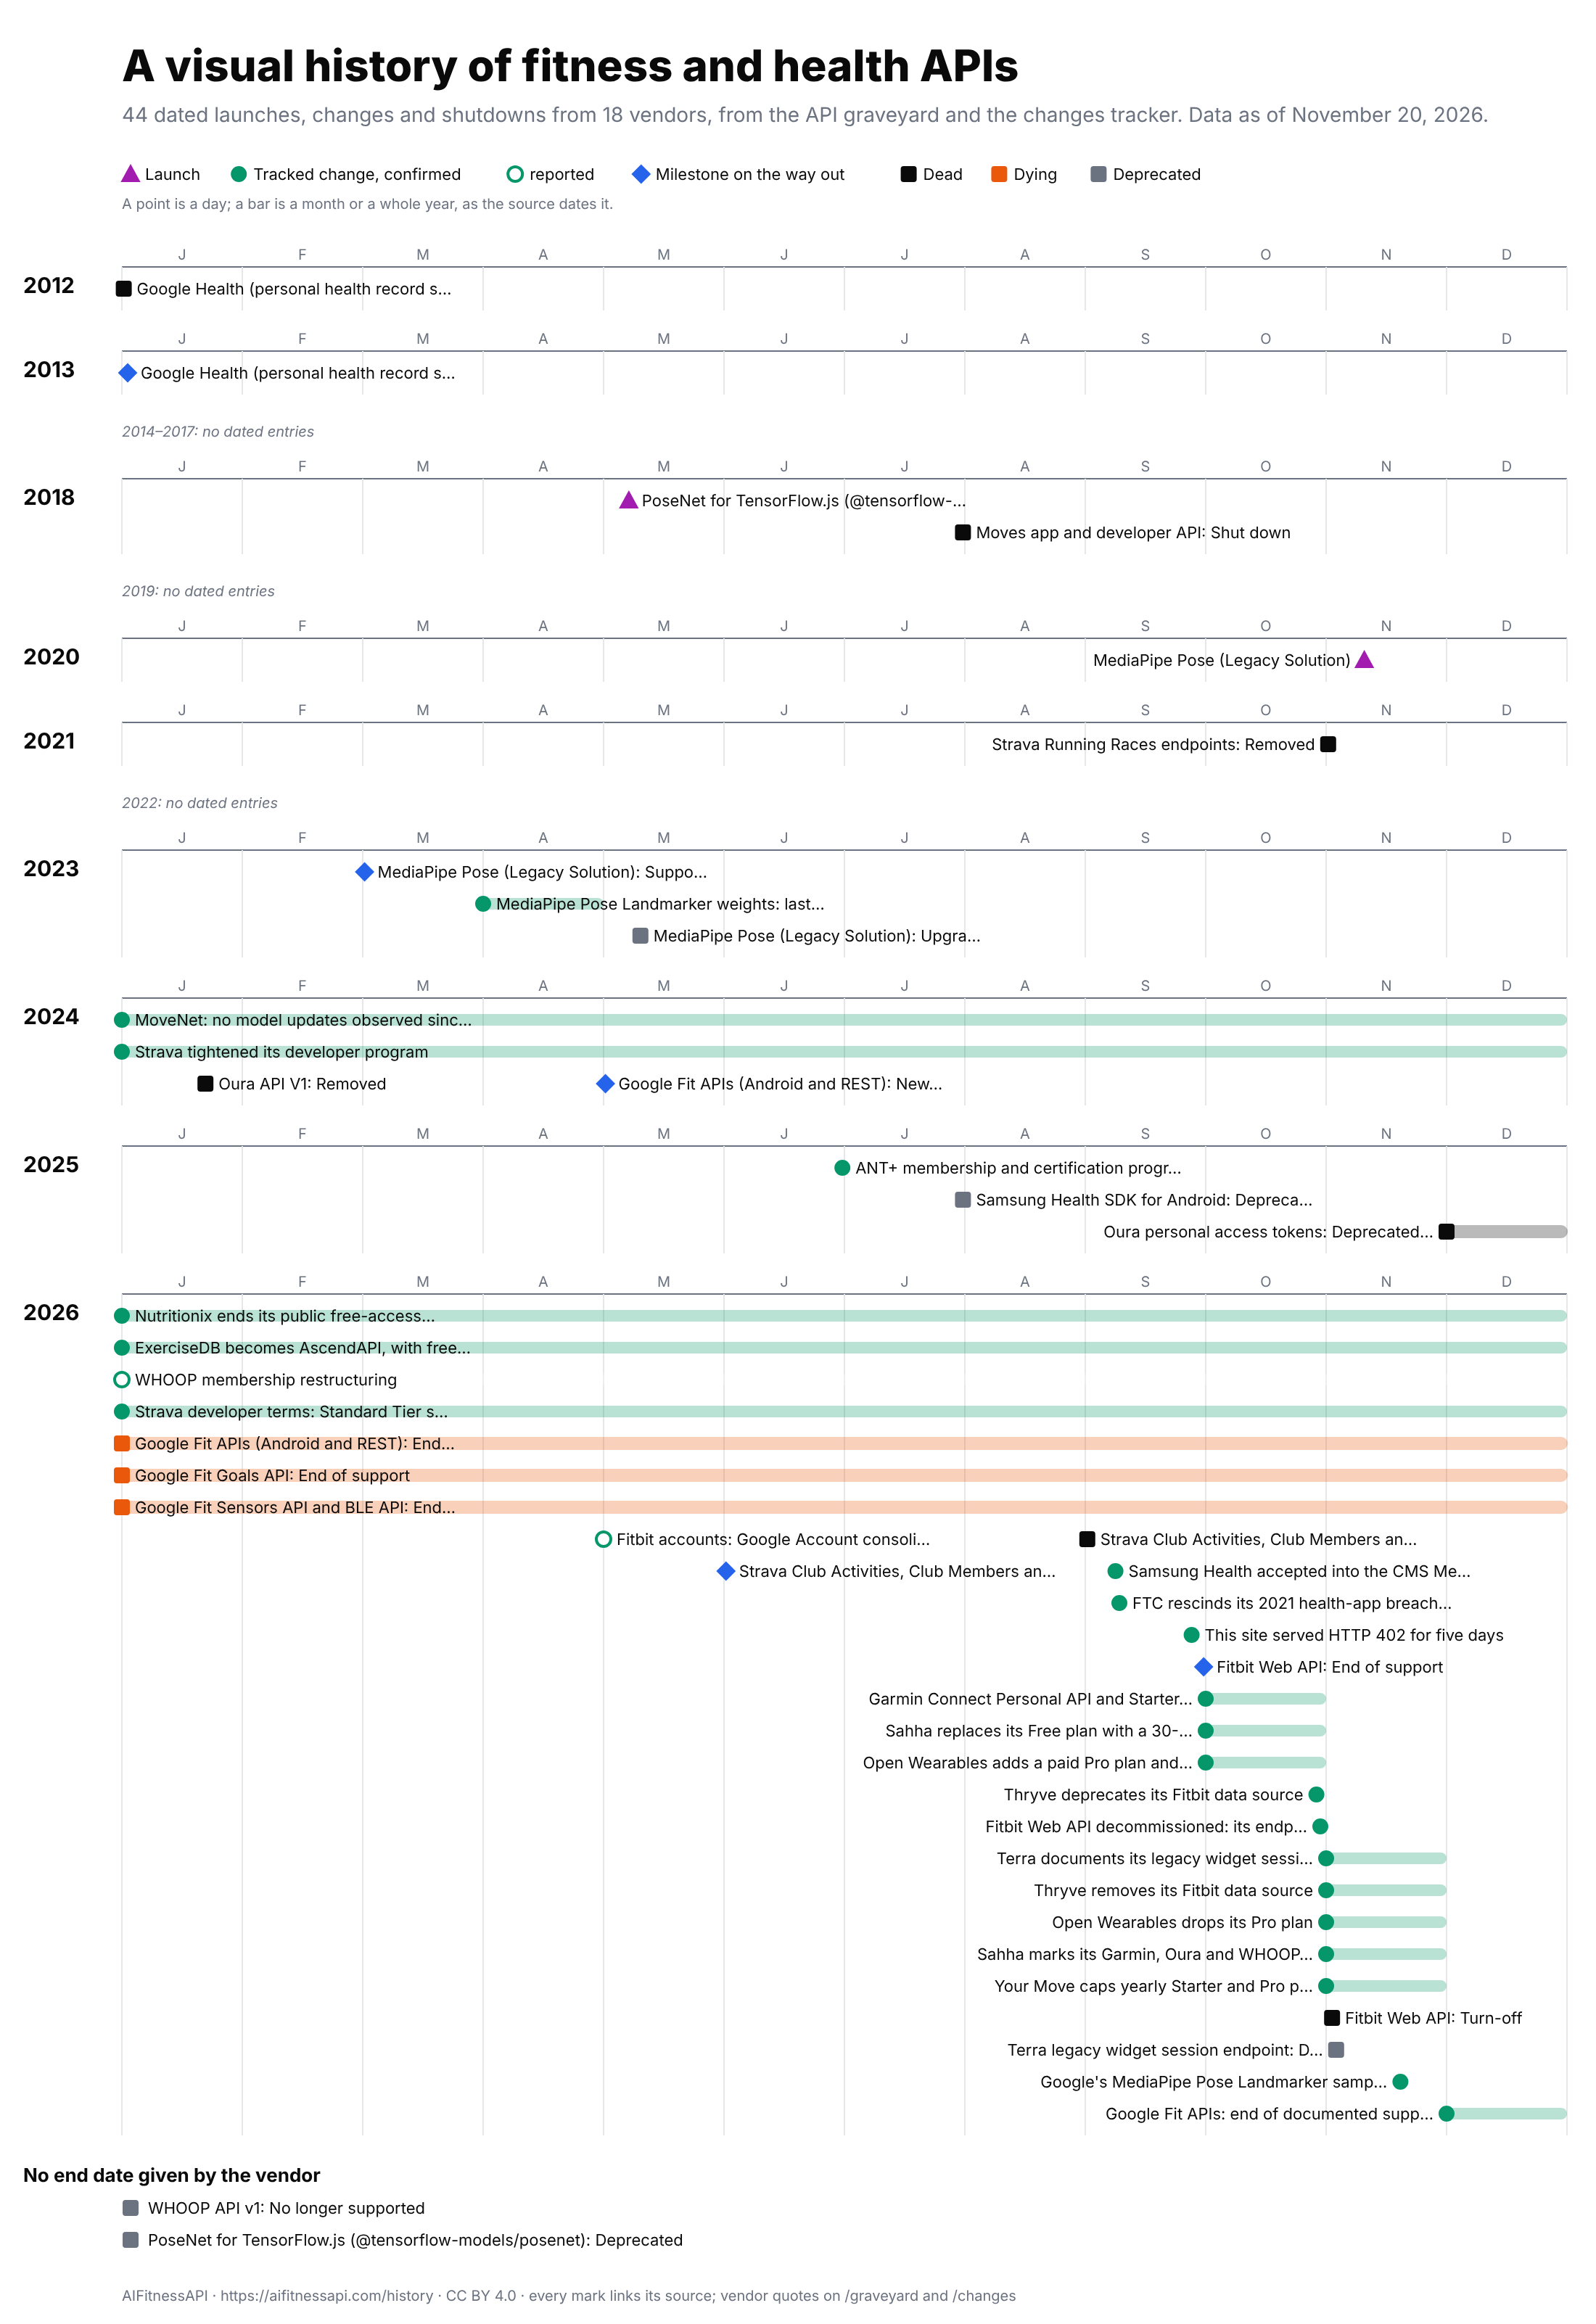 A visual history of fitness and health APIs
44 dated launches, changes and shutdowns from 18 vendors, from the API graveyard and the changes tracker. Data as of November 20, 2026.
Launch Tracked change, confirmed reported Milestone on the way out Dead Dying Deprecated
A point is a day; a bar is a month or a whole year, as the source dates it.
J F M A M J J A S O N D
2012
Google Health (personal health record s...
J F M A M J J A S O N D
2013
Google Health (personal health record s...
2014–2017: no dated entries
J F M A M J J A S O N D
2018
PoseNet for TensorFlow.js (@tensorflow-...
Moves app and developer API: Shut down
2019: no dated entries
J F M A M J J A S O N D
2020
MediaPipe Pose (Legacy Solution)
J F M A M J J A S O N D
2021
Strava Running Races endpoints: Removed
2022: no dated entries
J F M A M J J A S O N D
2023
MediaPipe Pose (Legacy Solution): Suppo...
MediaPipe Pose Landmarker weights: last...
MediaPipe Pose (Legacy Solution): Upgra...
J F M A M J J A S O N D
2024
MoveNet: no model updates observed sinc...
Strava tightened its developer program
Oura API V1: Removed Google Fit APIs (Android and REST): New...
J F M A M J J A S O N D
2025
ANT+ membership and certification progr...
Samsung Health SDK for Android: Depreca...
Oura personal access tokens: Deprecated...
J F M A M J J A S O N D
2026
Nutritionix ends its public free-access...
ExerciseDB becomes AscendAPI, with free...
WHOOP membership restructuring
Strava developer terms: Standard Tier s...
Google Fit APIs (Android and REST): End...
Google Fit Goals API: End of support
Google Fit Sensors API and BLE API: End...
Fitbit accounts: Google Account consoli... Strava Club Activities, Club Members an...
Strava Club Activities, Club Members an... Samsung Health accepted into the CMS Me...
FTC rescinds its 2021 health-app breach...
This site served HTTP 402 for five days
Fitbit Web API: End of support
Garmin Connect Personal API and Starter...
Sahha replaces its Free plan with a 30-...
Open Wearables adds a paid Pro plan and...
Thryve deprecates its Fitbit data source
Fitbit Web API decommissioned: its endp...
Terra documents its legacy widget sessi...
Thryve removes its Fitbit data source
Open Wearables drops its Pro plan
Sahha marks its Garmin, Oura and WHOOP...
Your Move caps yearly Starter and Pro p...
Fitbit Web API: Turn-off
Terra legacy widget session endpoint: D...
Google's MediaPipe Pose Landmarker samp...
Google Fit APIs: end of documented supp...
No end date given by the vendor
WHOOP API v1: No longer supported
PoseNet for TensorFlow.js (@tensorflow-models/posenet): Deprecated
AIFitnessAPI · https://aifitnessapi.com/history · CC BY 4.0 · every mark links its source; vendor quotes on /graveyard and /changes